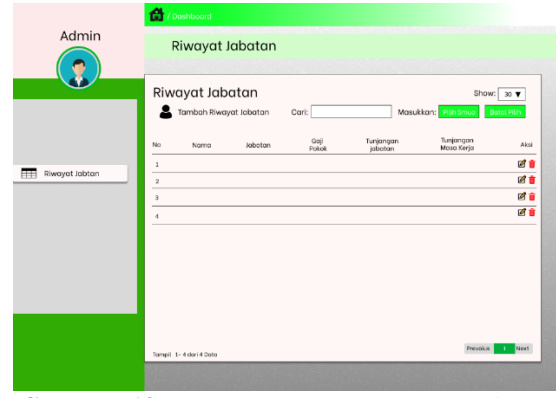 Admin
/ Dashboard
Riwayat Jabatan
Riwayat Jabatan
Show: 30 ▼
Tambah Riwayat Jabatan Cari: Masukkan: Pilih Smua Batal Pilih
No Nama Jabatan Gaji Pokok Tunjangan jabatan Tunjangan Masa Kerja Aksi
1
2
3
4
Riwayat Jabtan
Tampil 1- 4 dari 4 Data
Prevoius 1 Next